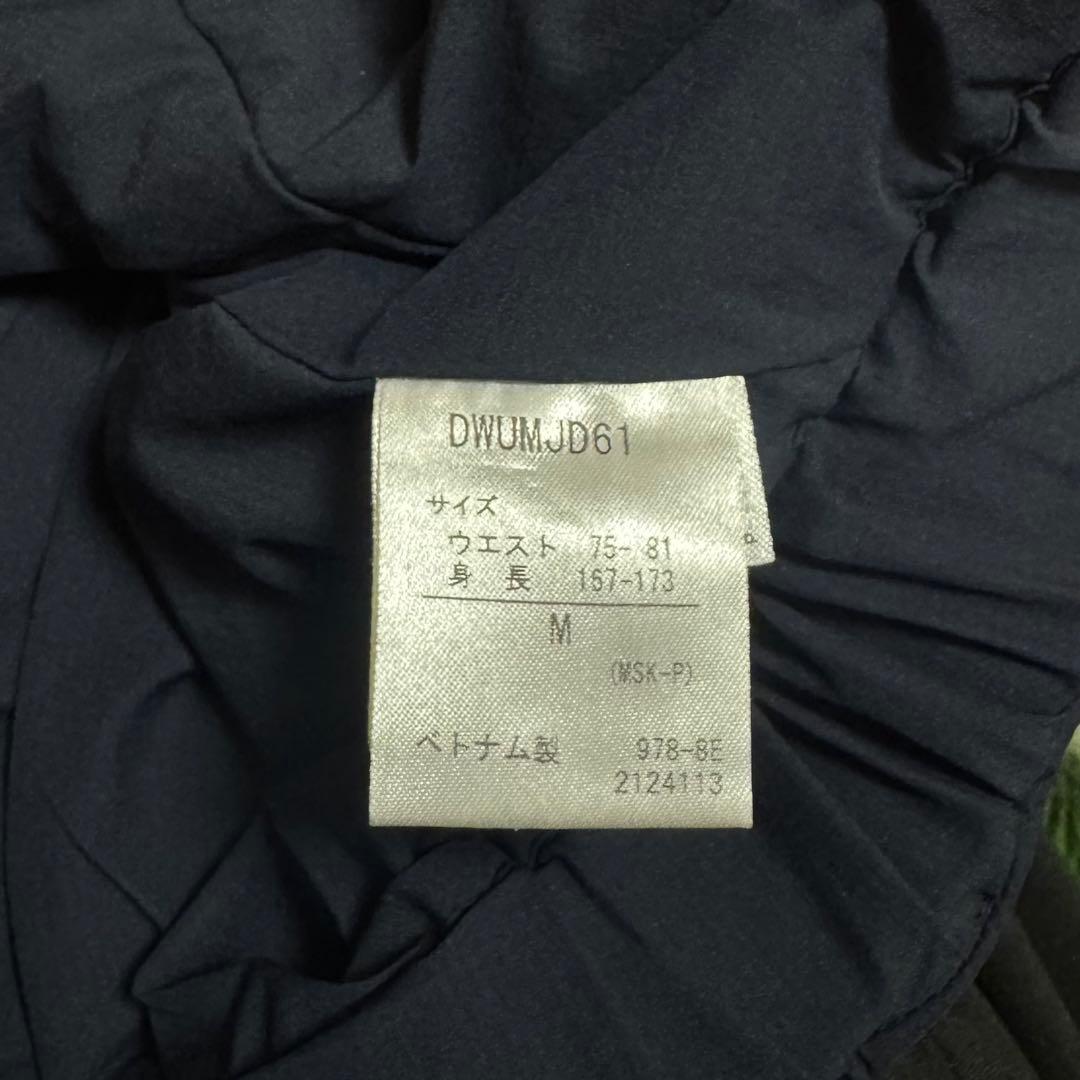 DWUMJD61
サイズ
ウエスト 75-81
身 長 167-173
M
(MSK-P)
ベトナム製 978-8E
2124113